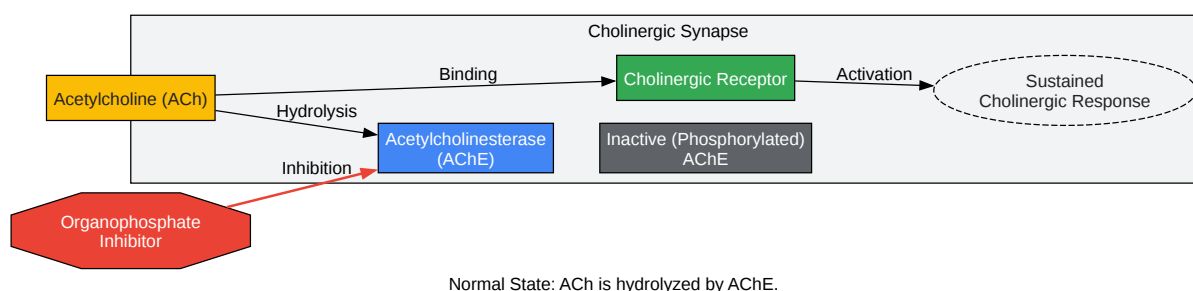 Cholinergic Synapse
Acetylcholine (ACh)
Binding
Cholinergic Receptor
Activation
Sustained
Cholinergic Response
Hydrolysis
Acetylcholinesterase
(AChE)
Inactive (Phosphorylated)
AChE
Inhibition
Organophosphate
Inhibitor
Normal State: ACh is hydrolyzed by AChE.